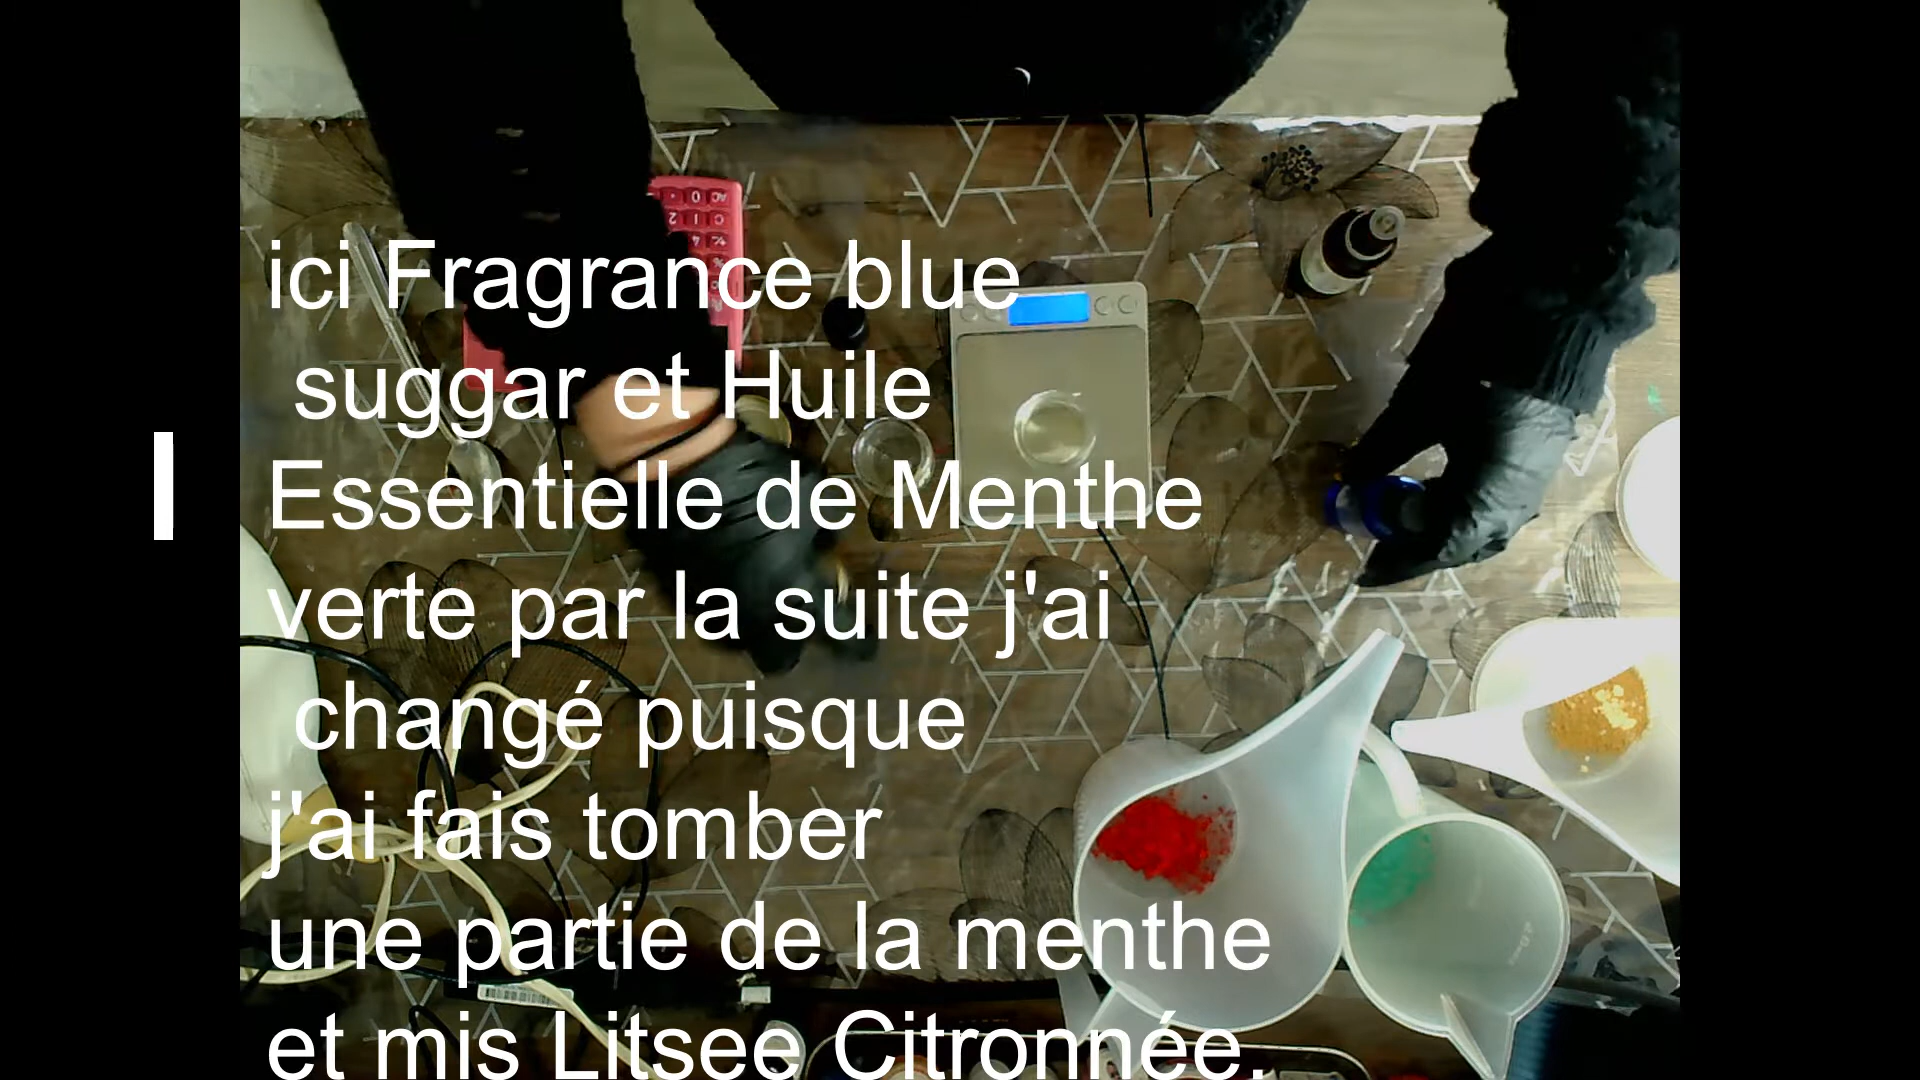 ici Fragrance blue
suggar et Huile
Essentielle de Menthe
verte par la suite j'ai
changé puisque
j'ai fais tomber
une partie de la menthe
et mis Litsee Citronnée.